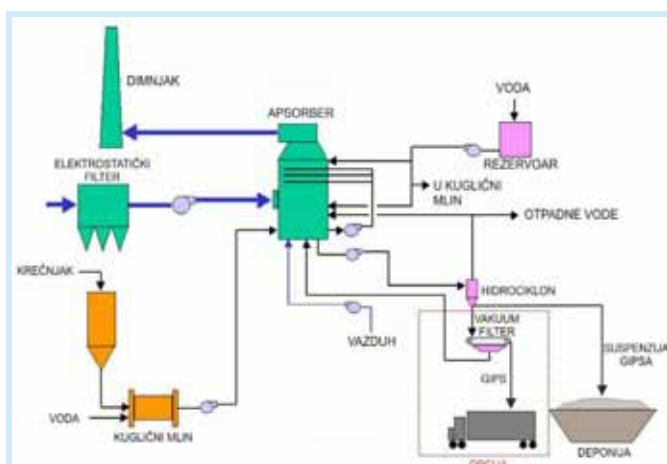 DIMNJAK
APSORBER
VODA
ELEKTROSTATIČKI
FILTER
REZERVOAR
U KUGLIČNI
MLIN
OTPADNE VODE
KREČNJAK
HIDROCIKLON
VAKUUM
FILTER
VAZDUH
SUSPENZIJA
GIPSA
GIPS
VODA
KUGLIČNI MLIN
DEPONIJA